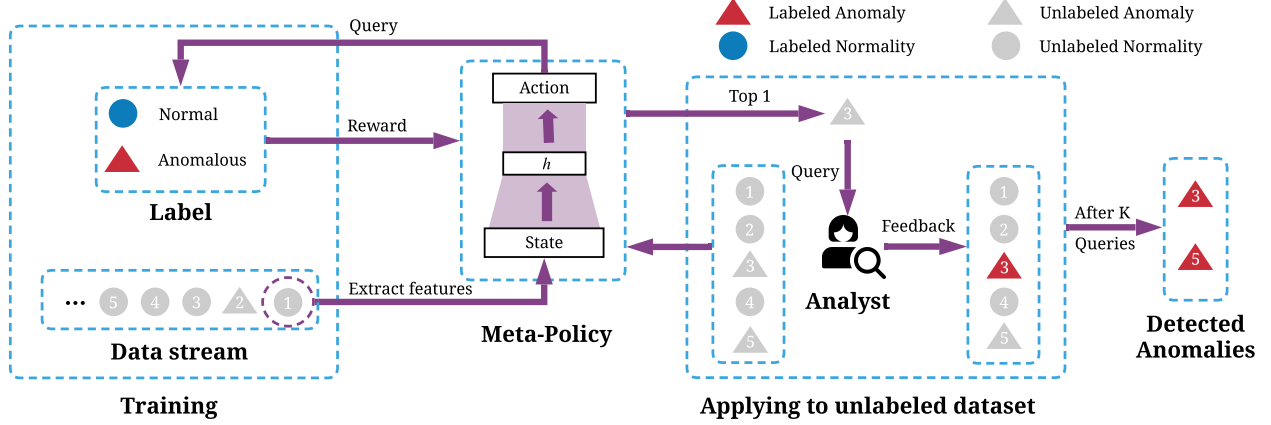 Labeled Anomaly
Unlabeled Anomaly
Labeled Normality
Unlabeled Normality
Query
Normal
Anomalous
Label
Reward
... 5 4 3 2 1
Data stream
Extract features
Training
Action
h
State
Meta-Policy
Top 1
3
Query
1
2
3
4
5
Analyst
Feedback
1
2
3
4
5
Applying to unlabeled dataset
After K
Queries
3
5
Detected
Anomalies